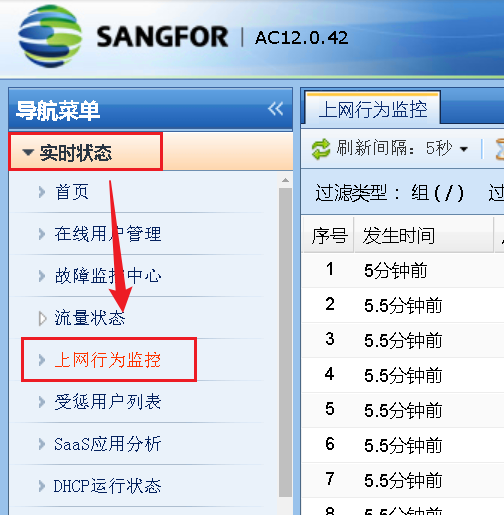 SANGFOR | AC12.0.42
导航菜单
实时状态
首页
在线用户管理
故障监控中心
流量状态
上网行为监控
受惩用户列表
SaaS应用分析
DHCP运行状态
上网行为监控
刷新间隔：5秒
过滤类型：组(/) 过
序号 发生时间
1 5分钟前
2 5.5分钟前
3 5.5分钟前
4 5.5分钟前
5 5.5分钟前
6 5.5分钟前
7 5.5分钟前
8 5.5分钟前